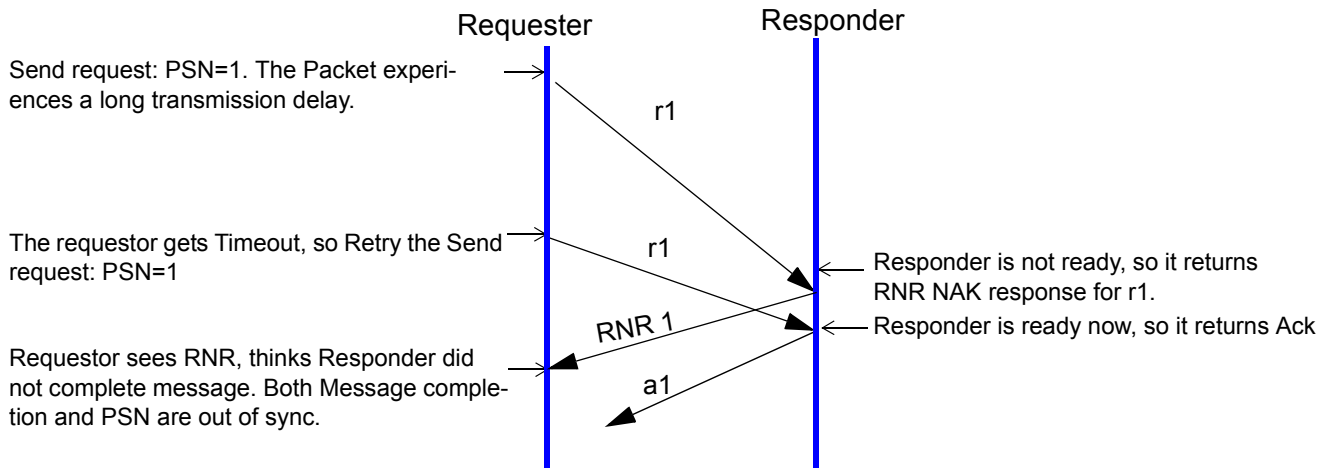 Requester
Responder
Send request: PSN=1. The Packet experi-
ences a long transmission delay.
r1
The requestor gets Timeout, so Retry the Send
request: PSN=1
r1
Responder is not ready, so it returns
RNR NAK response for r1.
RNR 1
Responder is ready now, so it returns Ack
Requestor sees RNR, thinks Responder did
not complete message. Both Message comple-
tion and PSN are out of sync.
a1